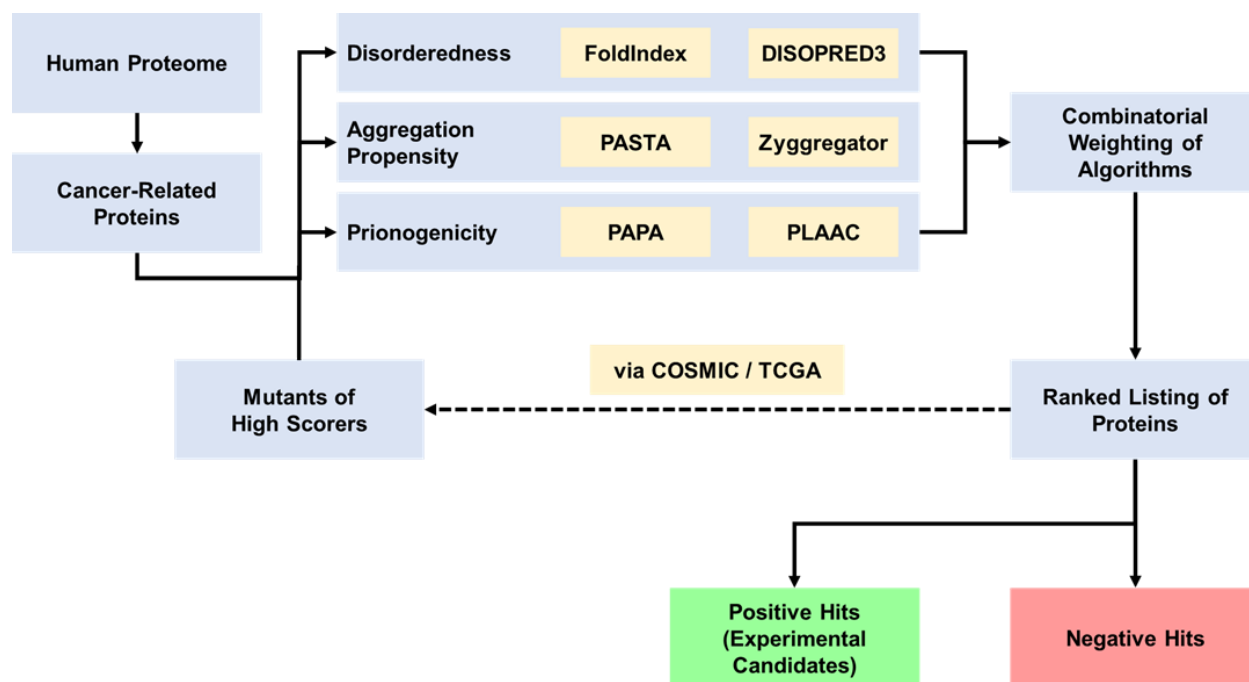 Human Proteome
Cancer-Related
Proteins
Disorderedness
FoldIndex
DISOPRED3
Aggregation
Propensity
PASTA
Zyggregator
Prionogenicity
PAPA
PLAAC
Combinatorial
Weighting of
Algorithms
Mutants of
High Scorers
via COSMIC / TCGA
Ranked Listing of
Proteins
Positive Hits
(Experimental
Candidates)
Negative Hits